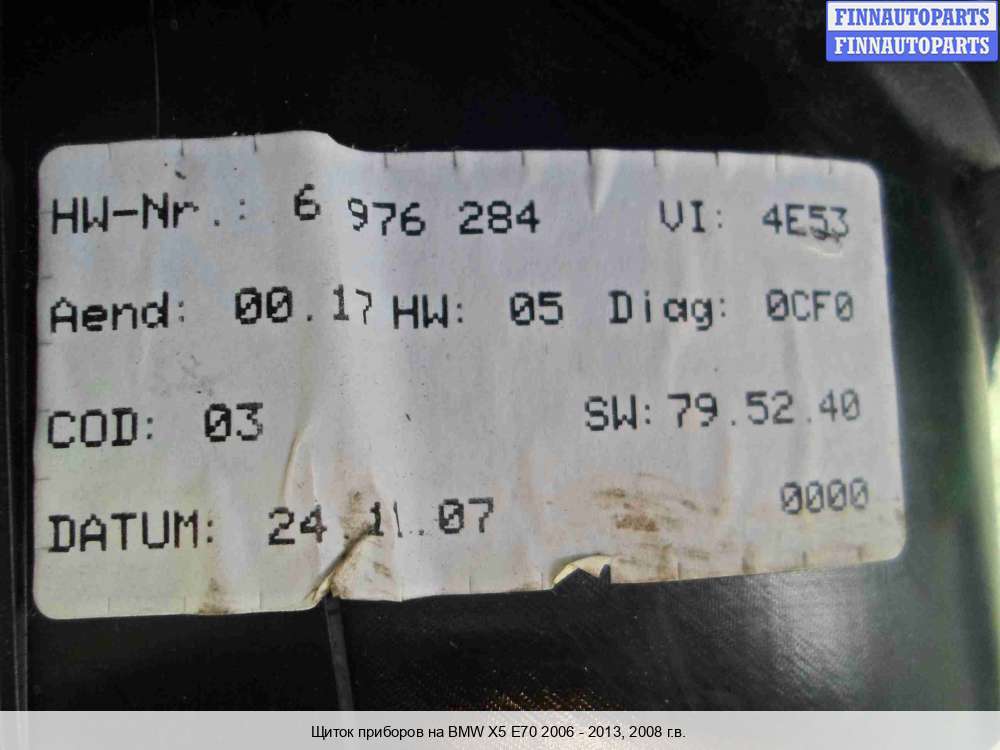 FINNAUTOPARTS
FINNAUTOPARTS
HW-Nr.: 6 976 284 VI: 4E53
Aend: 00.17 HW: 05 Diag: 0CF0
COD: 03 SW: 79.52.40
DATUM: 24.11.07 0000
Щиток приборов на BMW X5 E70 2006 - 2013, 2008 г.в.